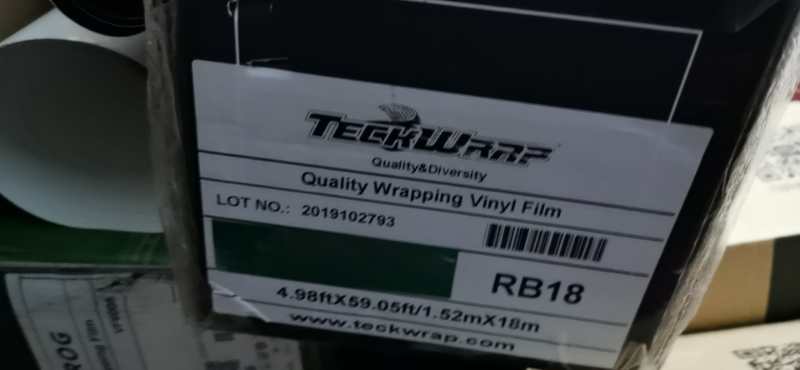 TECKWRAP
Quality&Diversity
Quality Wrapping Vinyl Film
LOT NO.: 2019102793
RB18
4.98ftX59.05ft/1.52mX18m
www.teckwrap.com